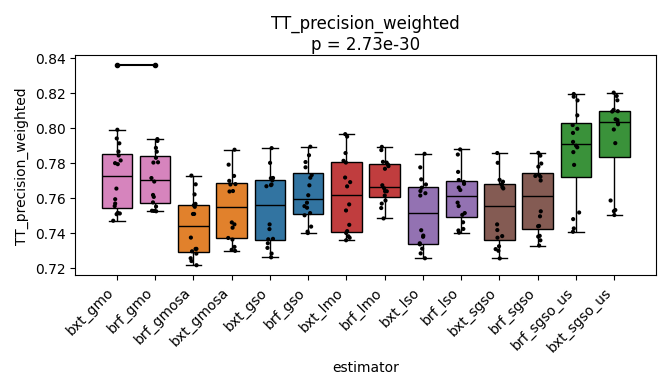 TT_precision_weighted
p = 2.73e-30
TT_precision_weighted
0.84
0.82
0.80
0.78
0.76
0.74
0.72
bxt_gmo
brf_gmo
brf_gmosa
bxt_gmosa
bxt_gso
brf_gso
bxt_lmo
brf_lmo
bxt_lso
brf_lso
bxt_sgso
brf_sgso
brf_sgso_us
bxt_sgso_us
estimator